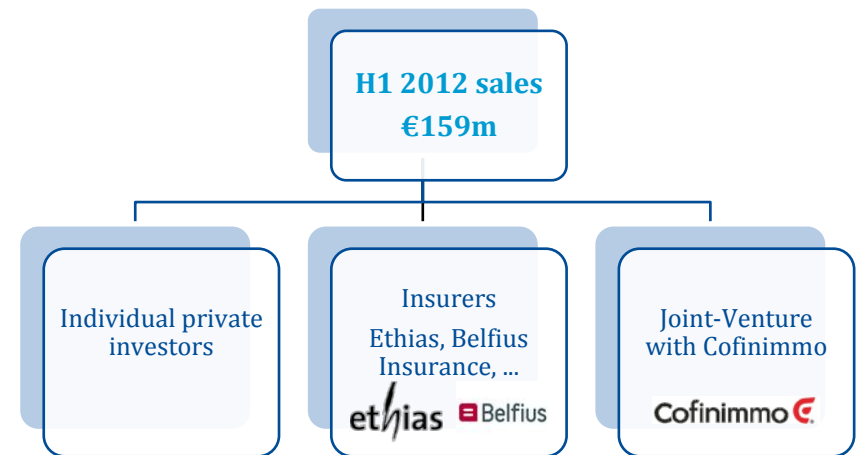 H1 2012 sales
€159m
Individual private
investors
Insurers
Ethias, Belfius
Insurance, ...
ethias
Belfius
Joint-Venture
with Cofinimmo
Cofinimmo